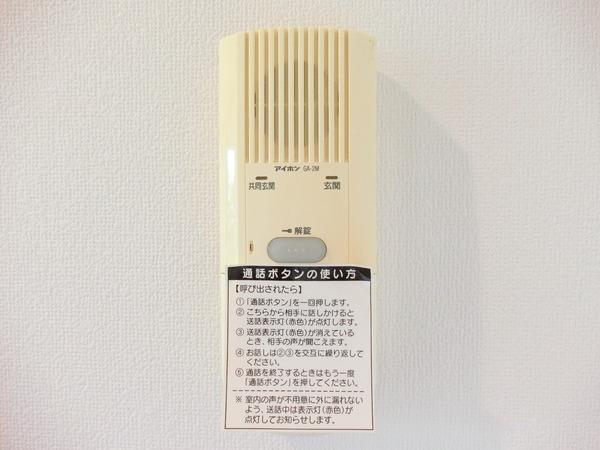 アイホン GA-2M
共同玄関 玄関
解錠
通話ボタンの使い方
【呼び出されたら】
①「通話ボタン」を一回押します。
② こちらから相手に話しかけると
送話表示灯(赤色)が点灯します。
③ 送話表示灯(赤色)が消えている
とき、相手の声が聞こえます。
④ お話しは②③を交互に繰り返して
ください。
⑤ 通話を終了するときはもう一度
「通話ボタン」を押してください。
※ 室内の声が不用意に外に漏れない
よう、送話中は表示灯(赤色)が
点灯してお知らせします。